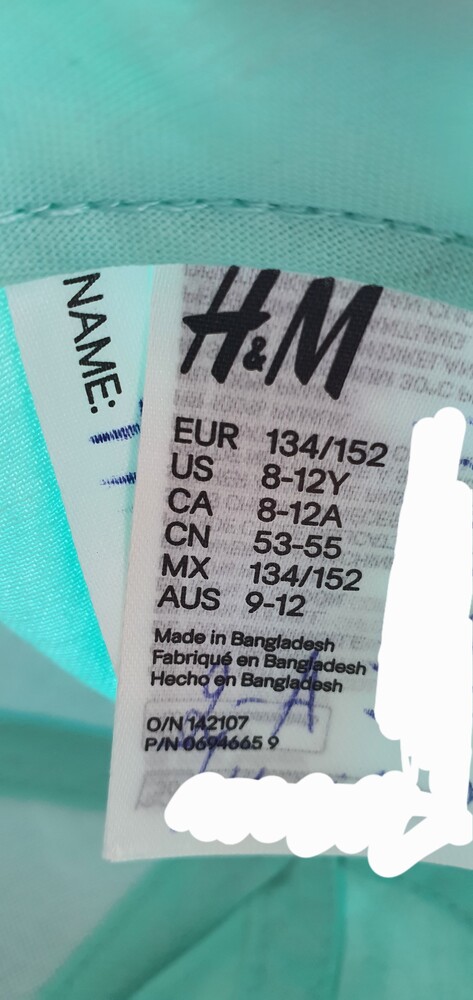 NAME:
H&M
EUR 134/152
US 8-12Y
CA 8-12A
CN 53-55
MX 134/152
AUS 9-12
Made in Bangladesh
Fabriqué en Bangladesh
Hecho en Bangladesh
O/N 142107
P/N 0694665 9